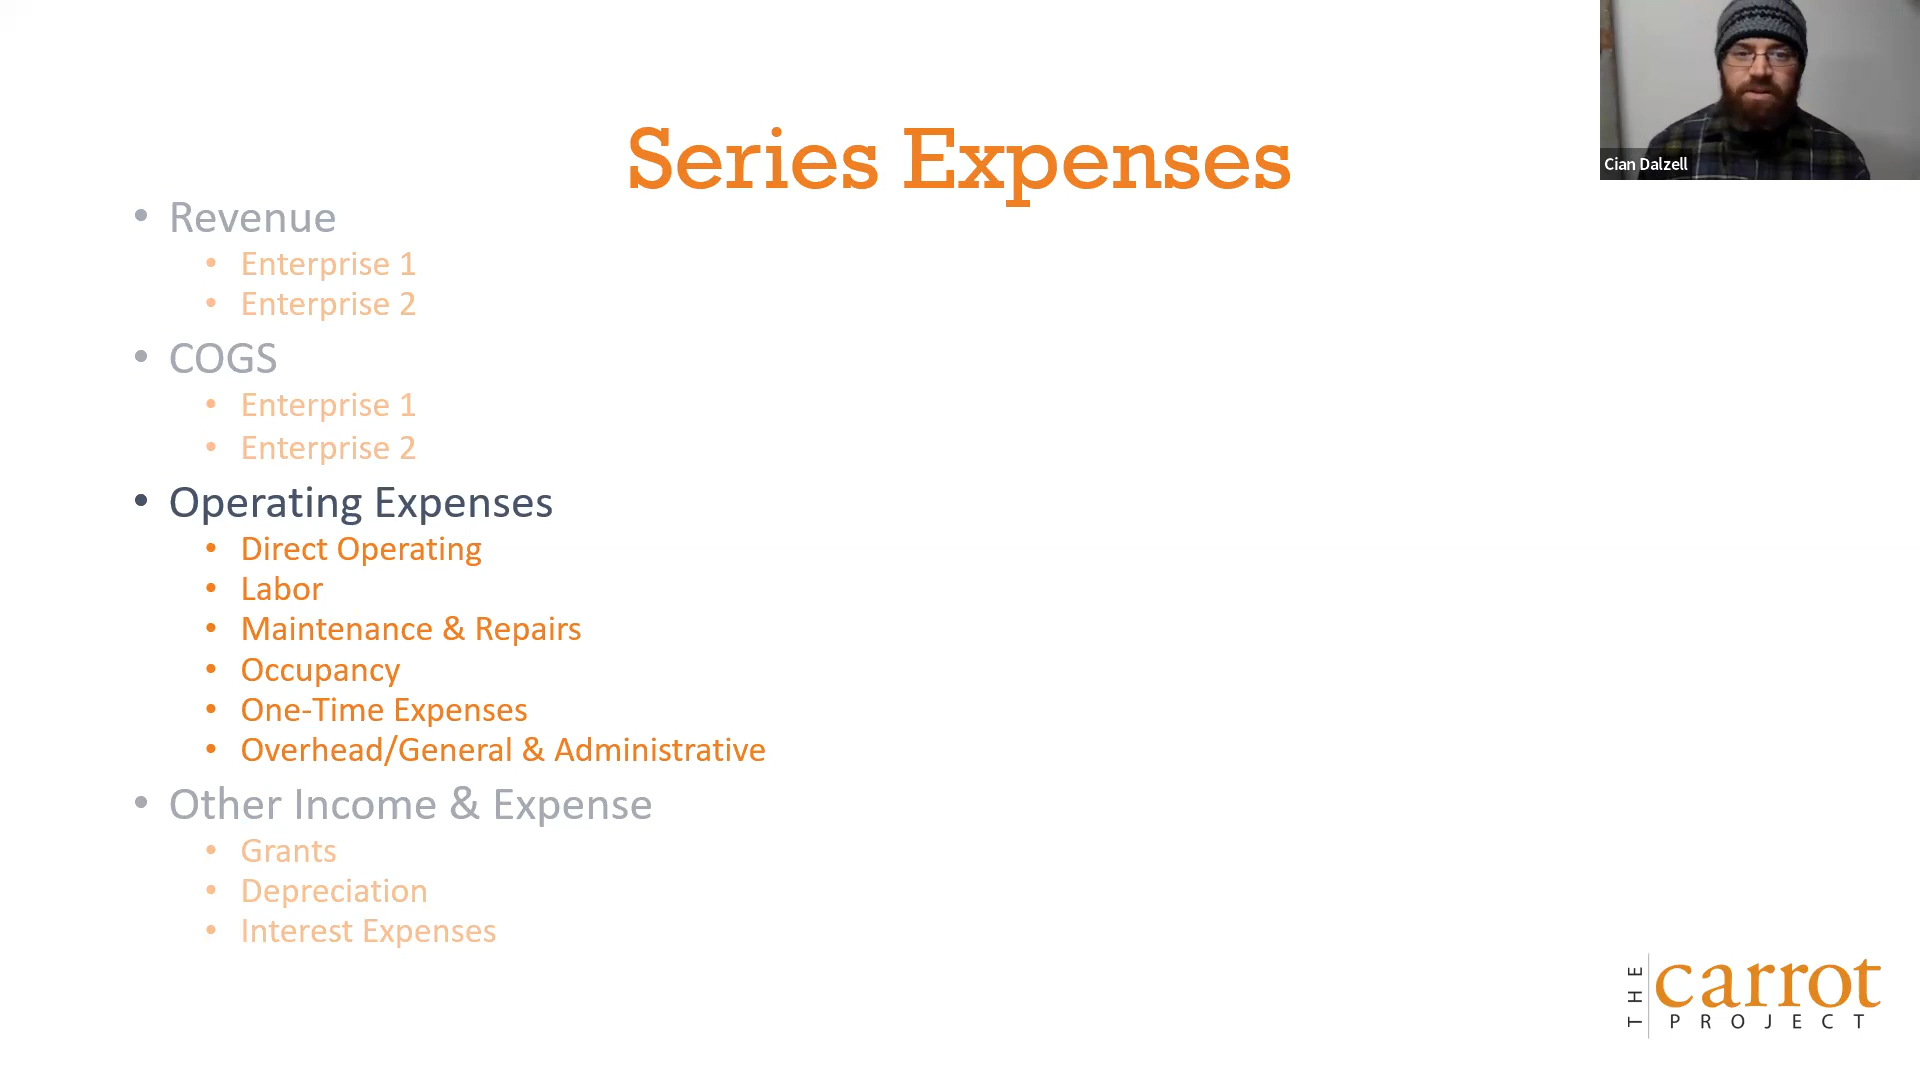 Series Expenses
Cian Dalzell
• Revenue
• Enterprise 1
• Enterprise 2
• COGS
• Enterprise 1
• Enterprise 2
• Operating Expenses
• Direct Operating
• Labor
• Maintenance & Repairs
• Occupancy
• One-Time Expenses
• Overhead/General & Administrative
• Other Income & Expense
• Grants
• Depreciation
• Interest Expenses
THE
carrot
PROJECT